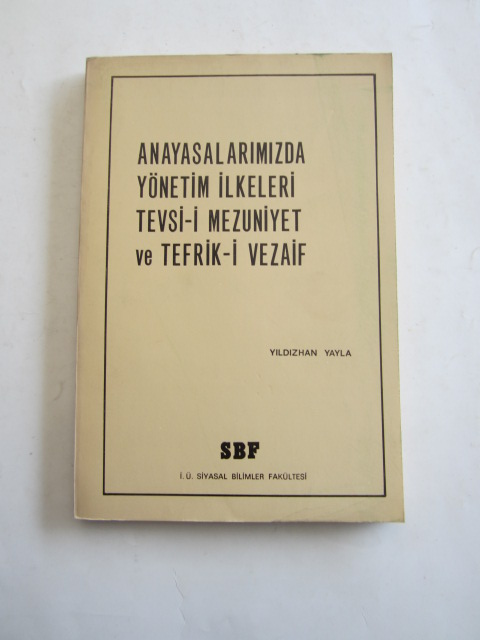 ANAYASALARIMIZDA
YÖNETİM İLKELERİ
TEVSİ-İ MEZUNİYET
ve TEFRİK-İ VEZAİF
YILDIZHAN YAYLA
SBF
İ. Ü. SİYASAL BİLİMLER FAKÜLTESİ